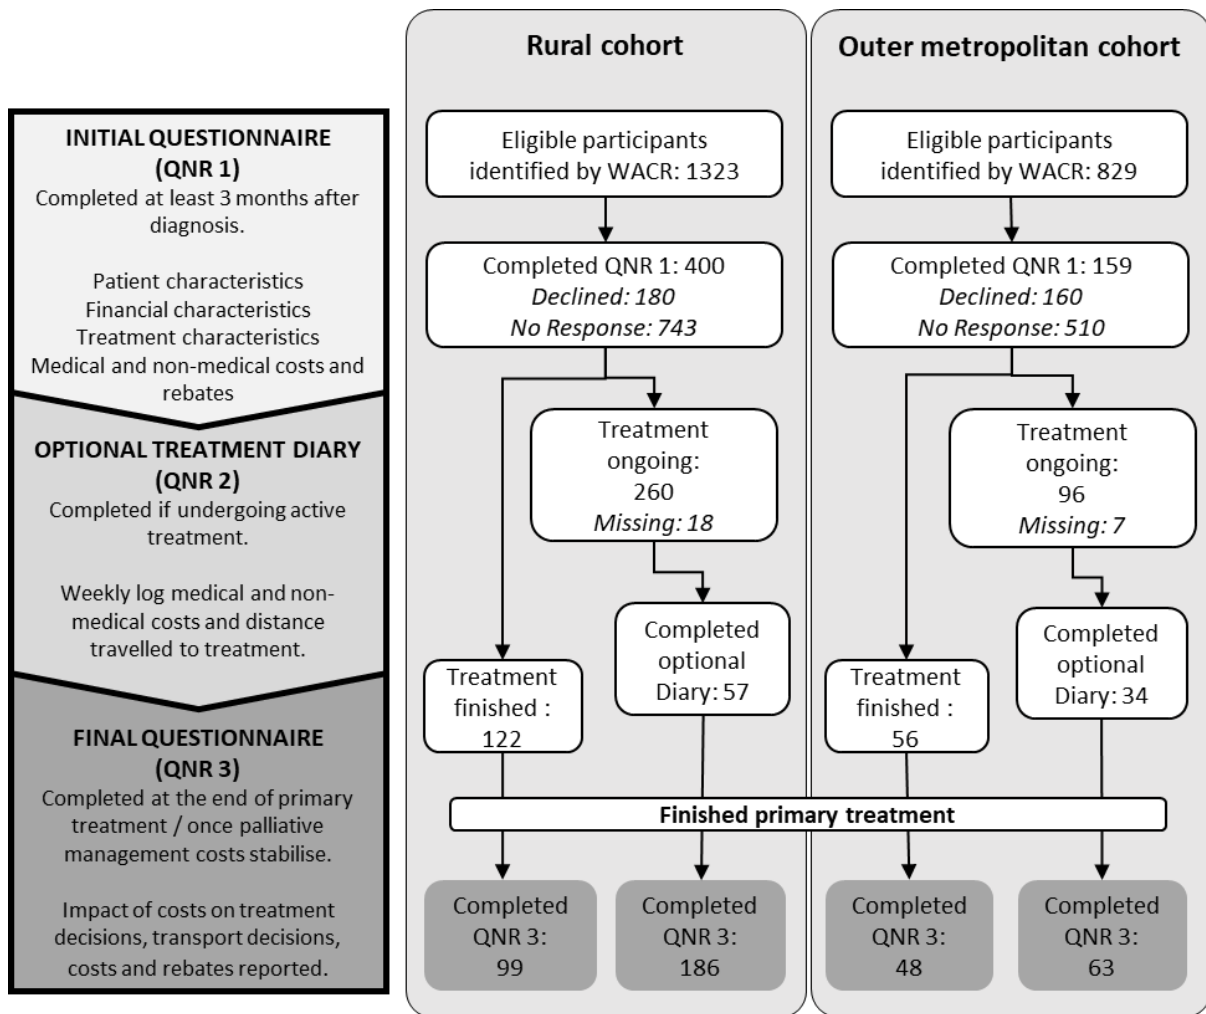 INITIAL QUESTIONNAIRE
(QNR 1)
Completed at least 3 months after
diagnosis.
Patient characteristics
Financial characteristics
Treatment characteristics
Medical and non-medical costs and
rebates
OPTIONAL TREATMENT DIARY
(QNR 2)
Completed if undergoing active
treatment.
Weekly log medical and non-
medical costs and distance
travelled to treatment.
FINAL QUESTIONNAIRE
(QNR 3)
Completed at the end of primary
treatment / once palliative
management costs stabilise.
Impact of costs on treatment
decisions, transport decisions,
costs and rebates reported.
Rural cohort
Eligible participants
identified by WACR: 1323
Completed QNR 1: 400
Declined: 180
No Response: 743
Treatment
ongoing:
260
Missing: 18
Completed
optional
Diary: 57
Treatment
finished :
122
Outer metropolitan cohort
Eligible participants
identified by WACR: 829
Completed QNR 1: 159
Declined: 160
No Response: 510
Treatment
ongoing:
96
Missing: 7
Completed
optional
Diary: 34
Treatment
finished :
56
Finished primary treatment
Completed
QNR 3:
99
Completed
QNR 3:
186
Completed
QNR 3:
48
Completed
QNR 3:
63